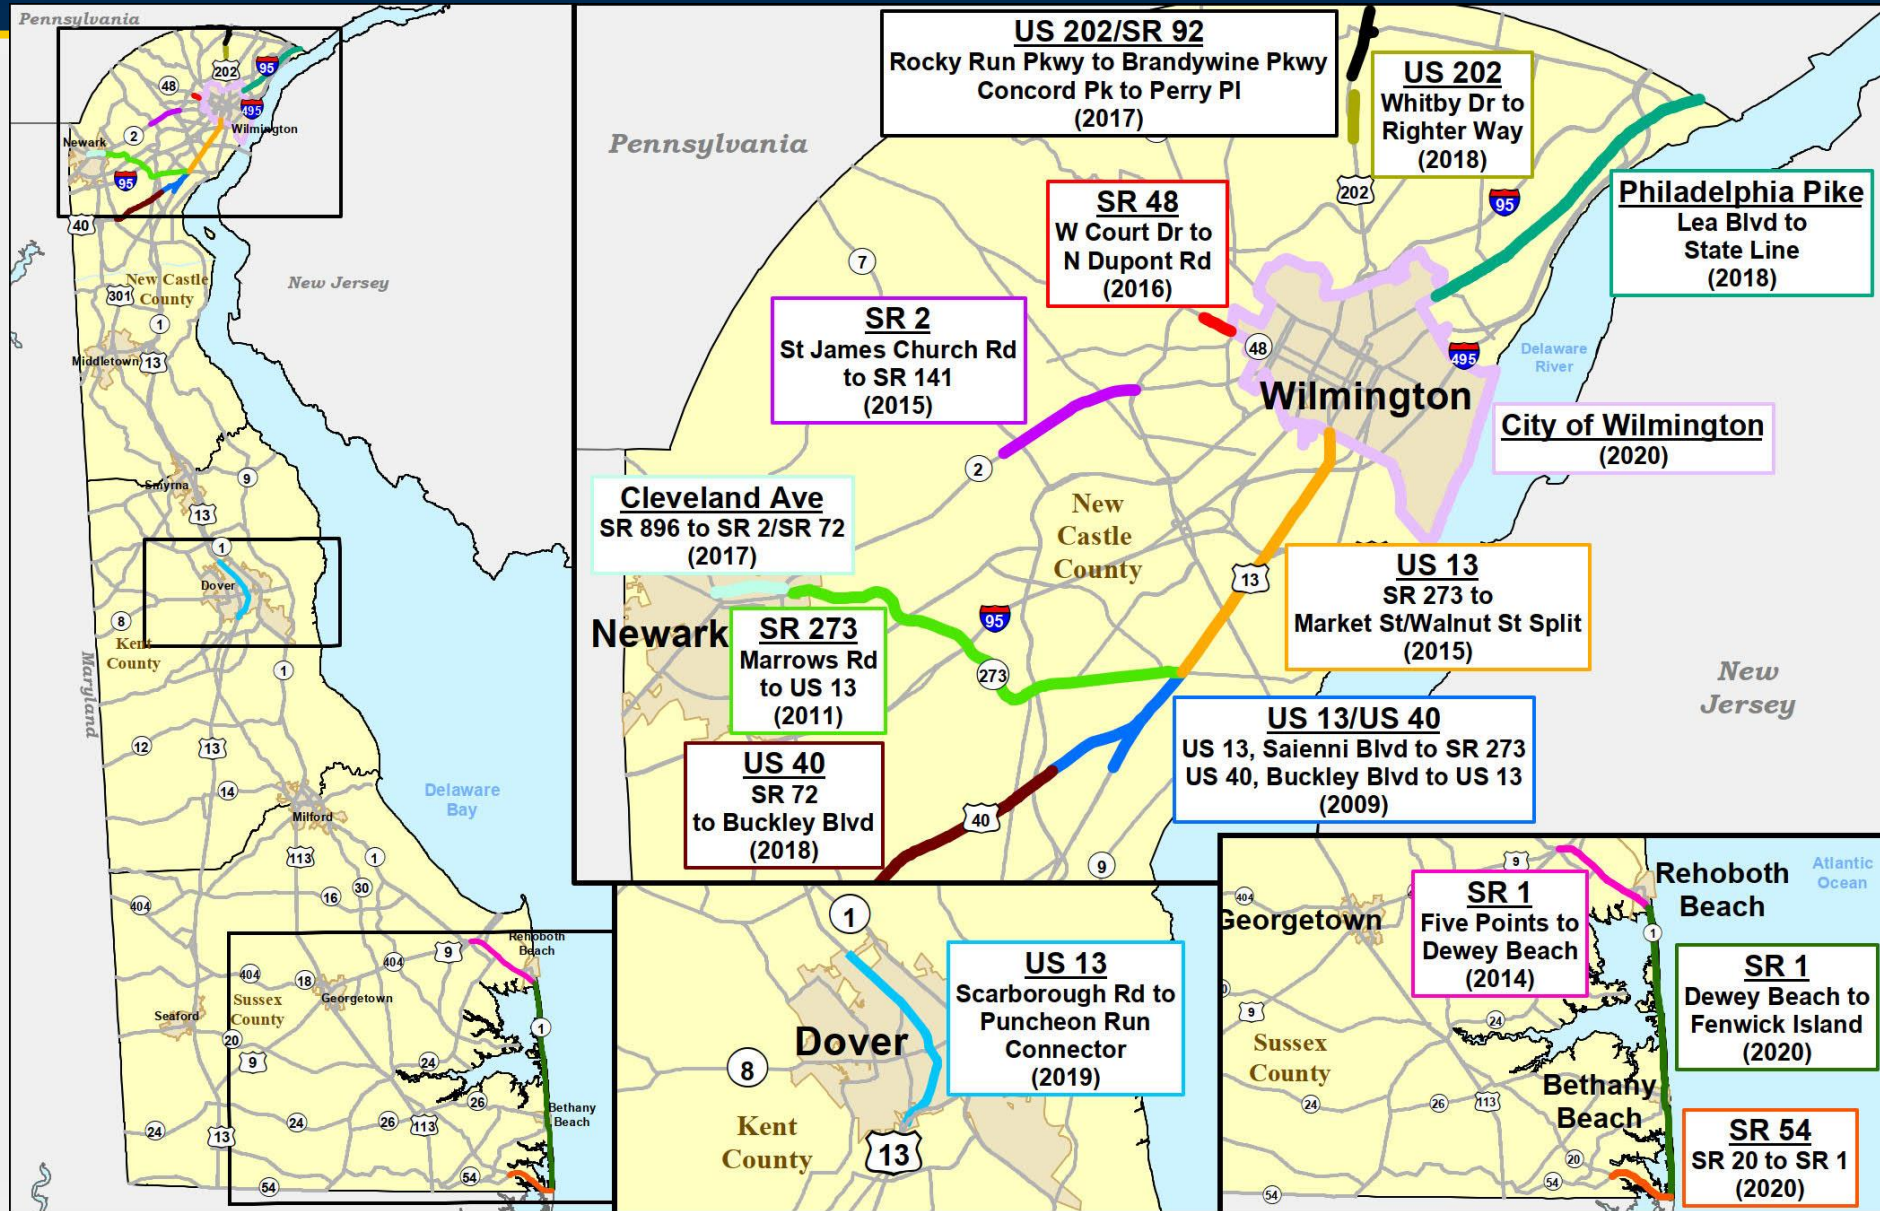 Pennsylvania
202
95
48
495
Wilmington
2
Newark
95
40
New Castle
County
New Jersey
301
1
Middletown
13
Smyrna
9
13
1
Dover
8
Kent
County
Maryland
1
12
13
14
Delaware
Bay
Milford
113
1
30
16
404
Rehoboth
Beach
9
404
404
18
Georgetown
Sussex
County
Seaford
20
9
1
24
26
Bethany
Beach
24
26
113
24
13
54
54
US 202/SR 92
Rocky Run Pkwy to Brandywine Pkwy
Concord Pk to Perry Pl
(2017)
US 202
Whitby Dr to
Righter Way
(2018)
Pennsylvania
202
95
Philadelphia Pike
Lea Blvd to
State Line
(2018)
SR 48
W Court Dr to
N Dupont Rd
(2016)
7
SR 2
St James Church Rd
to SR 141
(2015)
48
495
Delaware
River
Wilmington
City of Wilmington
(2020)
2
Cleveland Ave
SR 896 to SR 2/SR 72
(2017)
New
Castle
County
13
US 13
SR 273 to
Market St/Walnut St Split
(2015)
Newark
SR 273
Marrows Rd
to US 13
(2011)
95
273
New
Jersey
US 13/US 40
US 13, Saienni Blvd to SR 273
US 40, Buckley Blvd to US 13
(2009)
US 40
SR 72
to Buckley Blvd
(2018)
40
9
1
US 13
Scarborough Rd to
Puncheon Run
Connector
(2019)
Dover
8
Kent
County
13
9
Rehoboth
Beach
Atlantic
Ocean
404
Georgetown
SR 1
Five Points to
Dewey Beach
(2014)
1
SR 1
Dewey Beach to
Fenwick Island
(2020)
9
24
Sussex
County
Bethany
Beach
24
26
113
SR 54
SR 20 to SR 1
(2020)
20
54
54